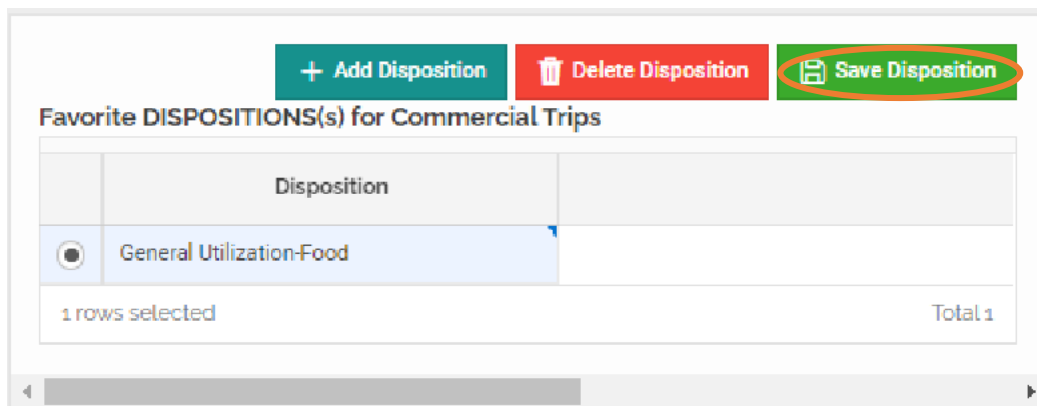 + Add Disposition Delete Disposition Save Disposition
Favorite DISPOSITIONS(s) for Commercial Trips
Disposition
General Utilization-Food
1 rows selected Total 1